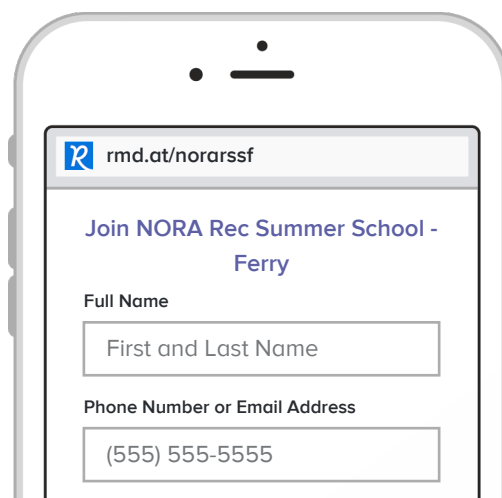 rmd.at/norarssf
Join NORA Rec Summer School -
Ferry
Full Name
First and Last Name
Phone Number or Email Address
(555) 555-5555